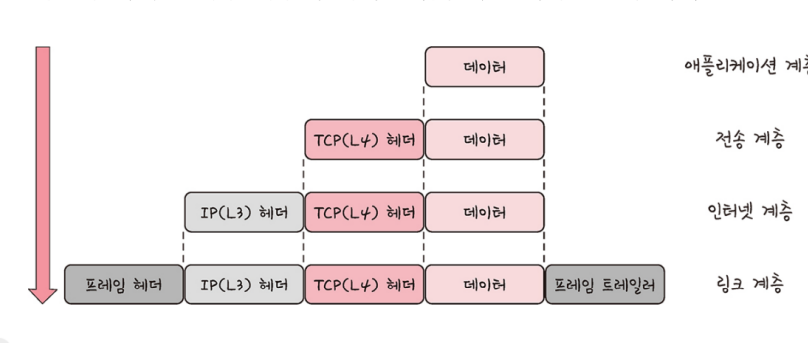 데이터 애플리케이션 계층
TCP(L4) 헤더 데이터 전송 계층
IP(L3) 헤더 TCP(L4) 헤더 데이터 인터넷 계층
프레임 헤더 IP(L3) 헤더 TCP(L4) 헤더 데이터 프레임 트레일러 링크 계층